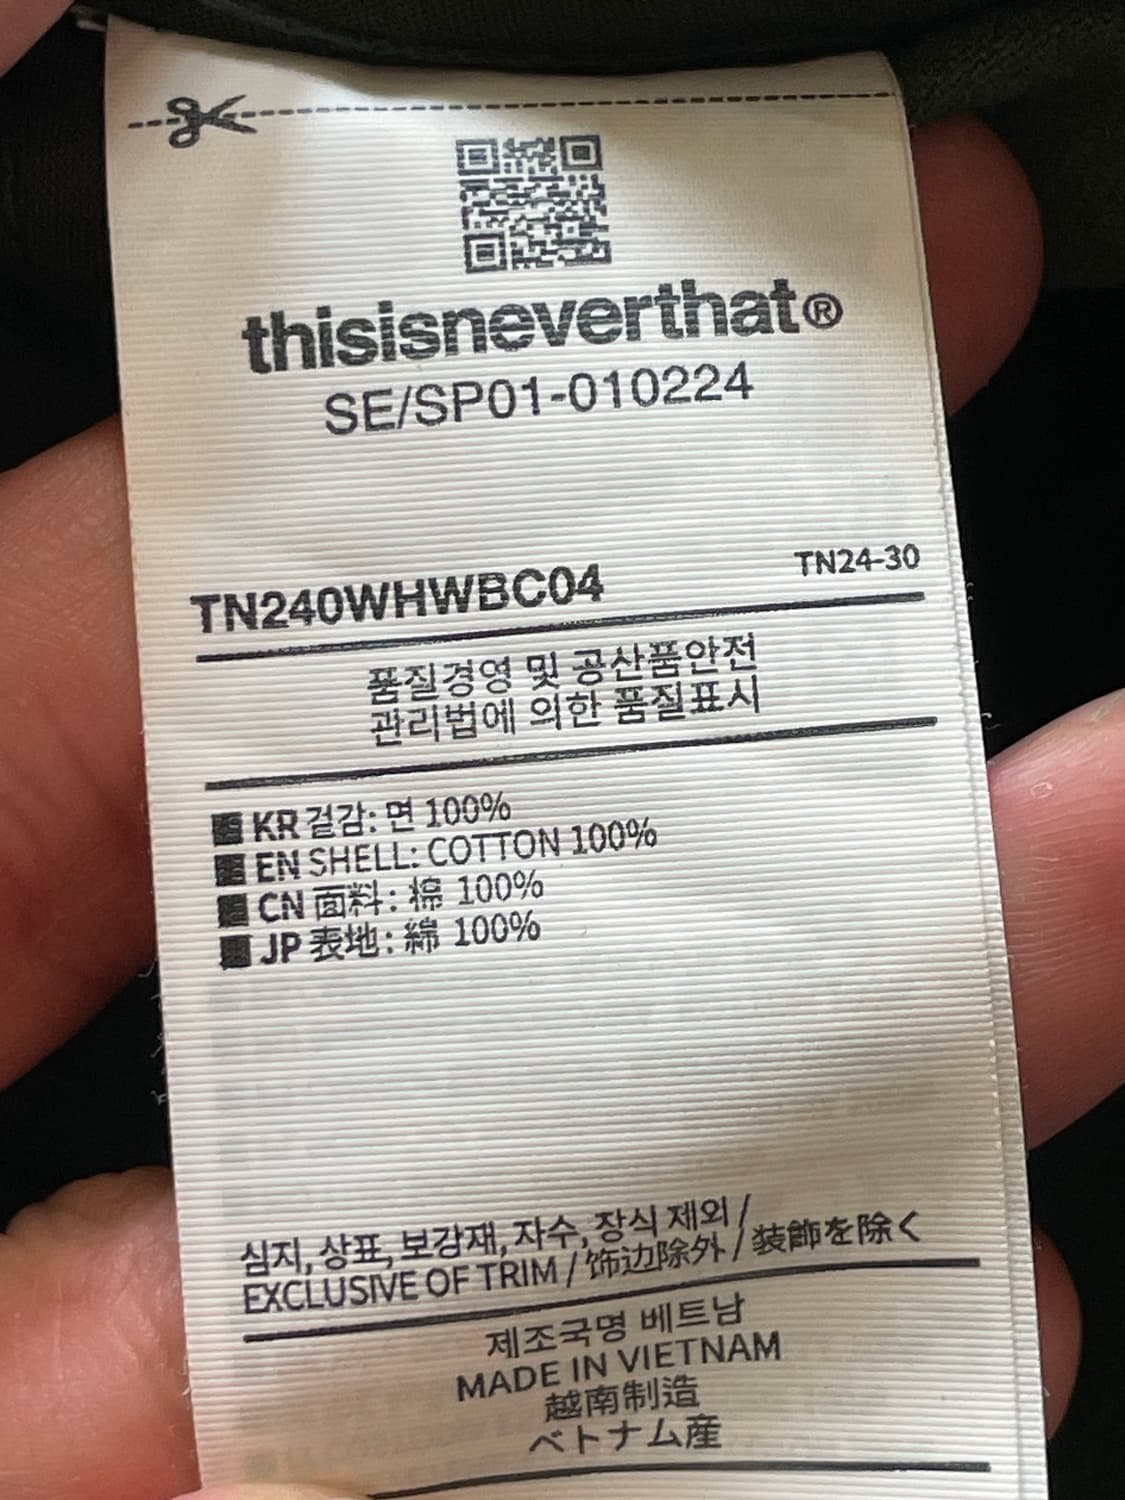 thisisneverthat®
SE/SP01-010224
TN24-30
TN240WHWBC04
품질경영 및 공산품안전
관리법에 의한 품질표시
KR 겉감: 면 100%
EN SHELL: COTTON 100%
CN 面料: 棉 100%
JP 表地: 綿 100%
심지, 상표, 보강재, 자수, 장식 제외 /
EXCLUSIVE OF TRIM / 饰边除外 / 装飾を除く
제조국명 베트남
MADE IN VIETNAM
越南制造
ベトナム産